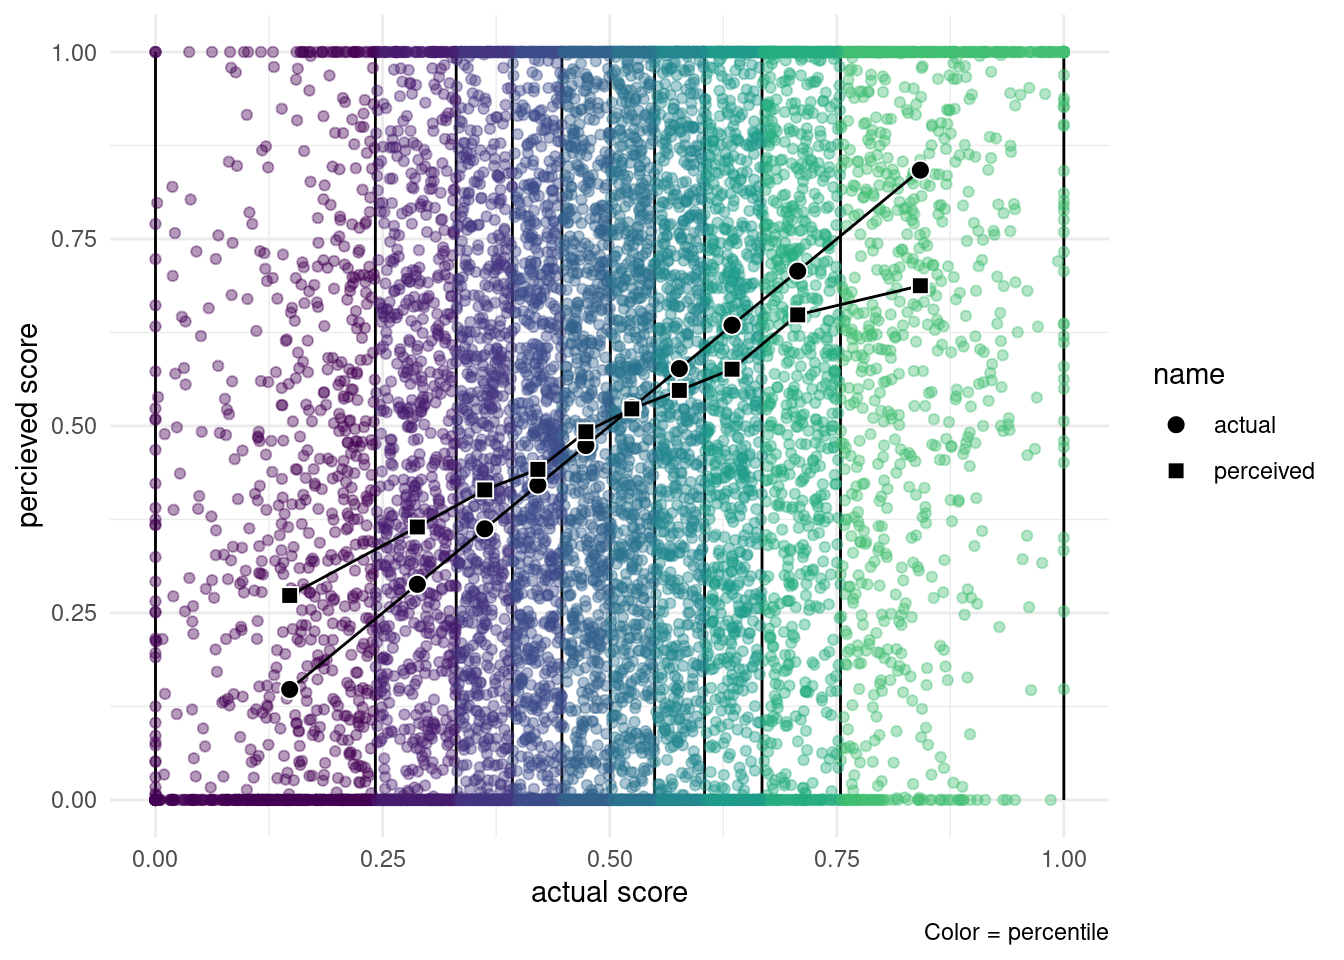 1.00
0.75
0.50
0.25
0.00
percieved score
0.00 0.25 0.50 0.75 1.00
actual score
Color = percentile
name
actual
perceived